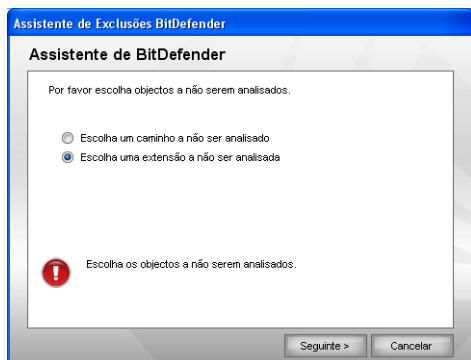 Assistente de Exclusões BitDefender
Assistente de BitDefender
Por favor escolha objectos a não serem analisados.
Escolha um caminho a não ser analisado
Escolha uma extensão a não ser analisada
Escolha os objectos a não serem analisados.
Seguinte >
Cancelar